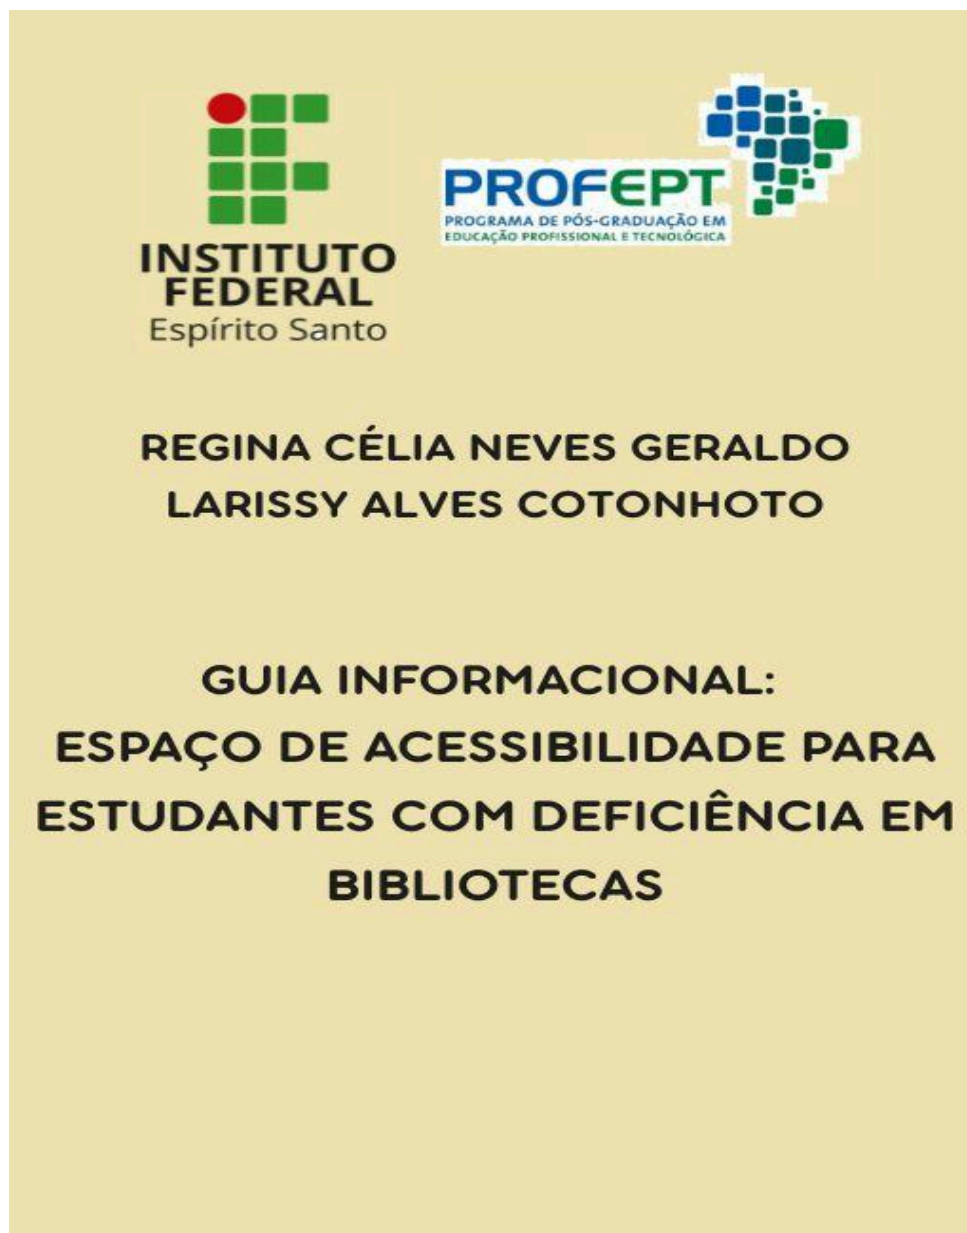 INSTITUTO
FEDERAL
Espírito Santo
PROFEPT
PROGRAMA DE PÓS-GRADUAÇÃO EM
EDUCAÇÃO PROFISSIONAL E TECNOLÓGICA
REGINA CÉLIA NEVES GERALDO
LARISSY ALVES COTONHOTO
GUIA INFORMACIONAL:
ESPAÇO DE ACESSIBILIDADE PARA
ESTUDANTES COM DEFICIÊNCIA EM
BIBLIOTECAS